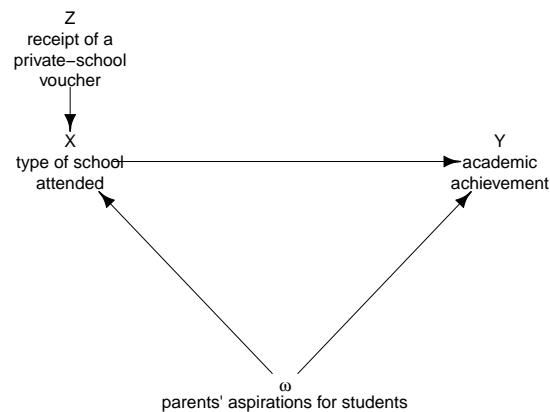 Z
receipt of a
private−school
voucher
X
type of school
attended
Y
academic
achievement
ω
parents' aspirations for students